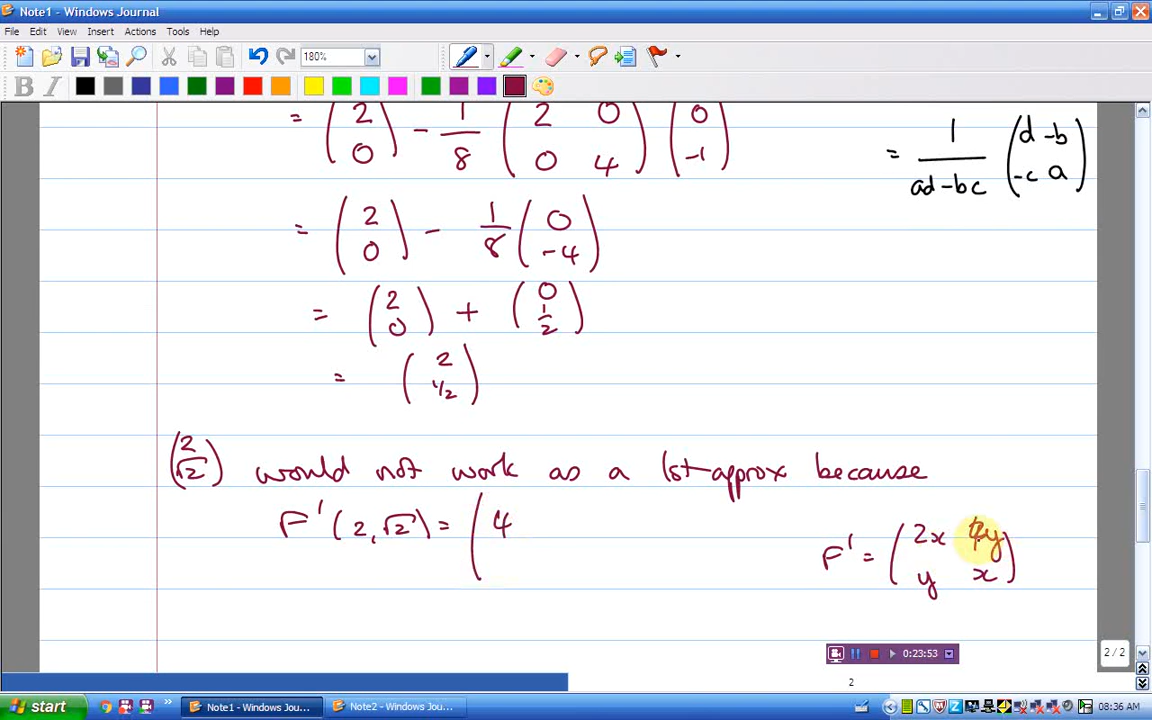 Note1 - Windows Journal
File Edit View Insert Actions Tools Help
180%
B I
= (2 0) - 1/8 (2 0 0 4) (0 -1)
= 1/(ad-bc) (d -b -c a)
= (2 0) - 1/8 (0 -4)
= (2 0) + (0 1/2)
= (2 1/2)
(2 √2) would not work as a 1st approx because
F'(2,√2) = (4
F' = (2x y y x)
0:23:53
2 / 2
2
start Note1 - Windows Jou... Note2 - Windows Jou... 08:36 AM